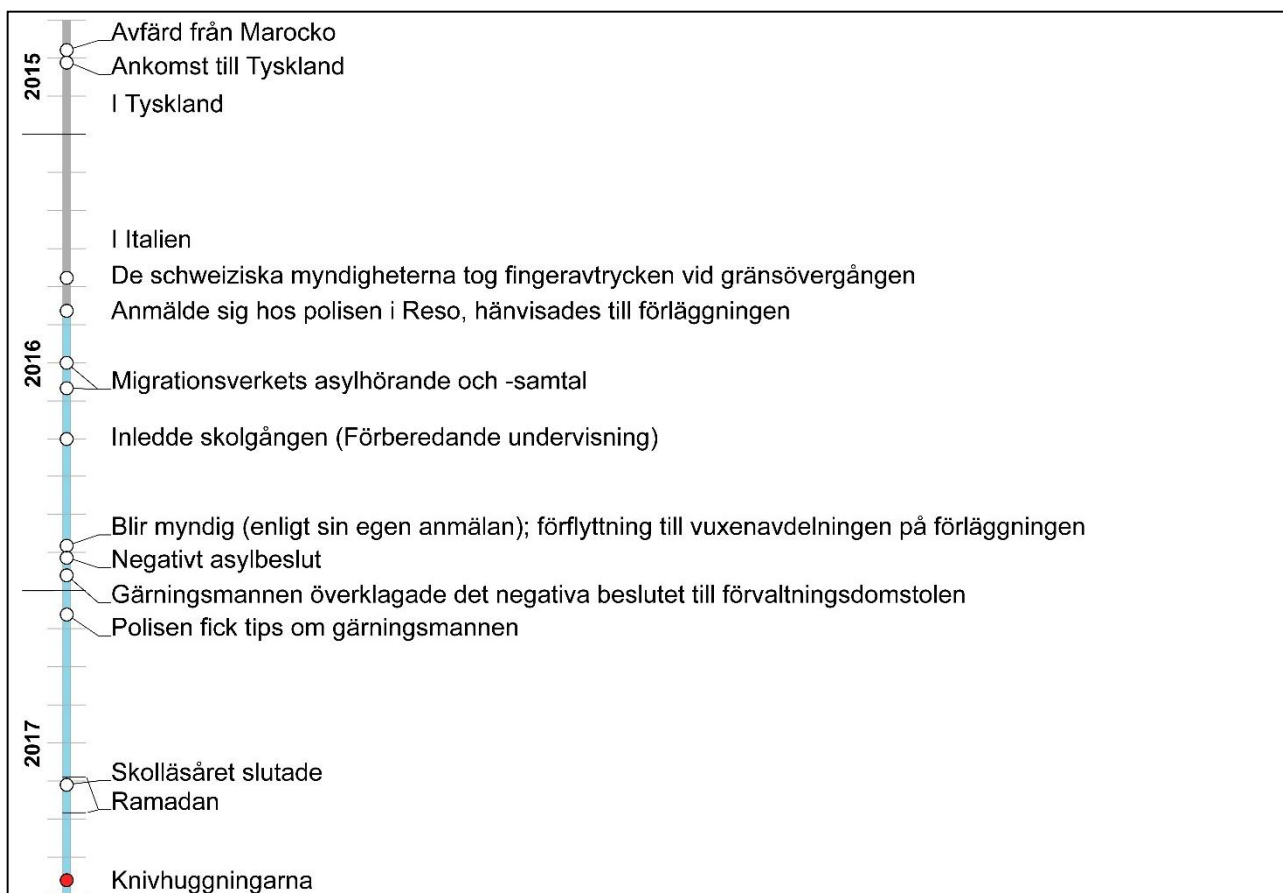 2015
Avfärd från Marocko
Ankomst till Tyskland
I Tyskland
2016
I Italien
De schweiziska myndigheterna tog fingeravtrycken vid gränsövergången
Anmälde sig hos polisen i Reso, hänvisades till förläggningen
Migrationsverkets asylhörande och -samtal
Inledde skolgången (Förberedande undervisning)
Blir myndig (enligt sin egen anmälan); förflyttning till vuxenavdelningen på förläggningen
Negativt asylbeslut
Gärningsmannen överklagade det negativa beslutet till förvaltningsdomstolen
2017
Polisen fick tips om gärningsmannen
Skolläsåret slutade
Ramadan
Knivhuggningarna